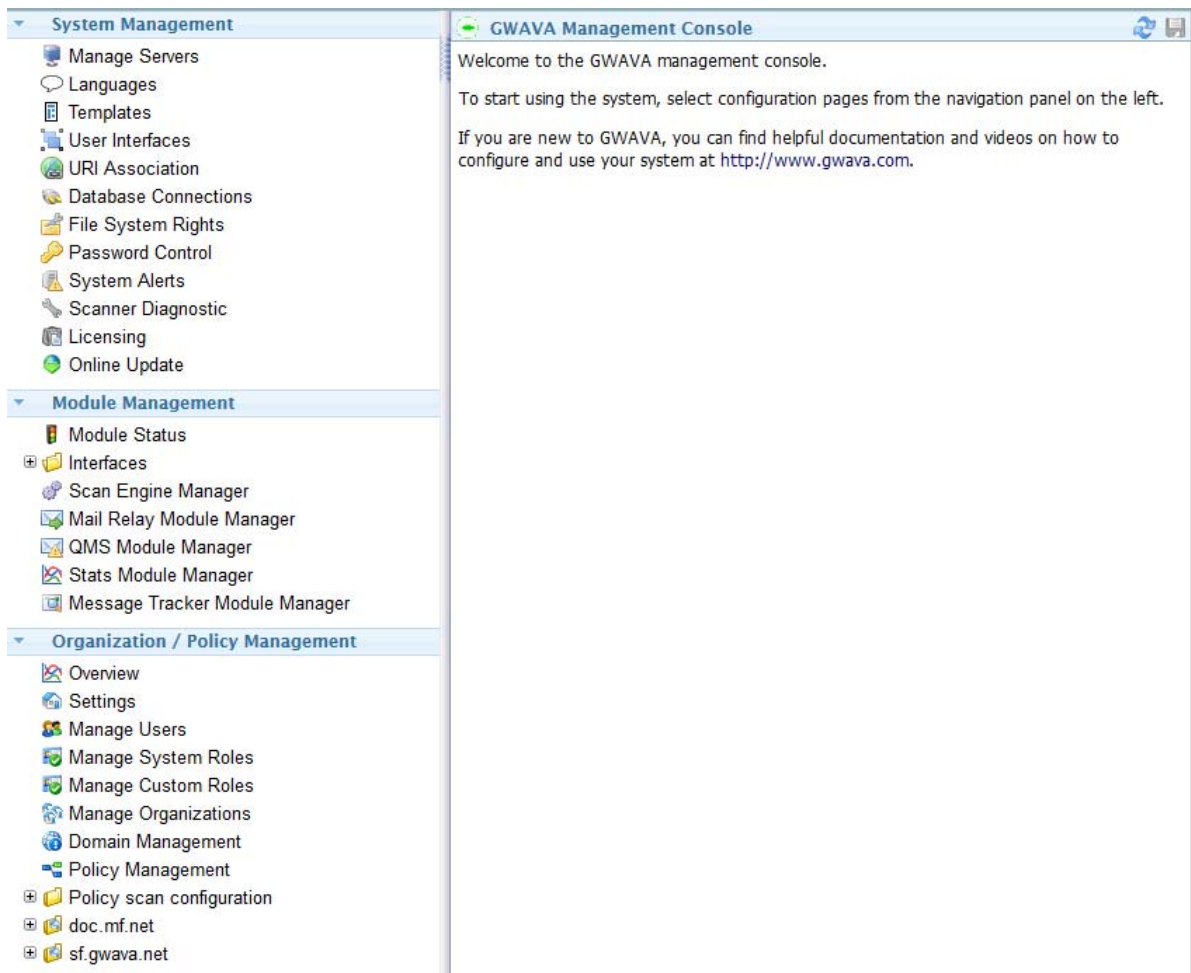 System Management
Manage Servers
Languages
Templates
User Interfaces
URI Association
Database Connections
File System Rights
Password Control
System Alerts
Scanner Diagnostic
Licensing
Online Update
Module Management
Module Status
Interfaces
Scan Engine Manager
Mail Relay Module Manager
QMS Module Manager
Stats Module Manager
Message Tracker Module Manager
Organization / Policy Management
Overview
Settings
Manage Users
Manage System Roles
Manage Custom Roles
Manage Organizations
Domain Management
Policy Management
Policy scan configuration
doc.mf.net
sf.gwava.net
GWAVA Management Console
Welcome to the GWAVA management console.
To start using the system, select configuration pages from the navigation panel on the left.
If you are new to GWAVA, you can find helpful documentation and videos on how to
configure and use your system at http://www.gwava.com.